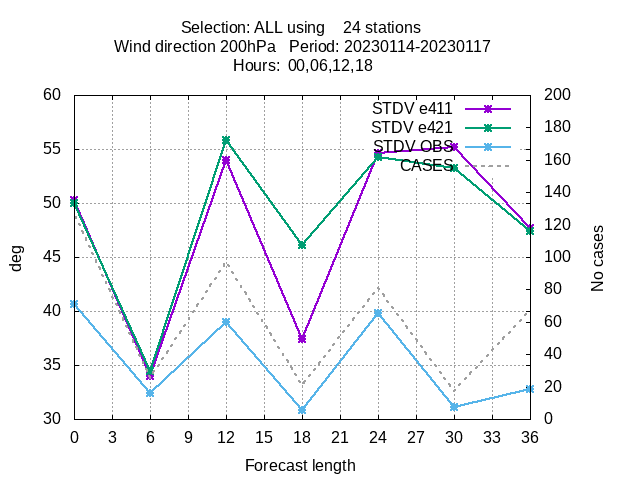 Selection: ALL using    24 stations
Wind direction 200hPa   Period: 20230114-20230117
Hours:  00,06,12,18
60
55
50
45
40
35
30
200
180
160
140
120
100
80
60
40
20
0
STDV e411
STDV e421
STDV OBS
CASES
deg
No cases
0 3 6 9 12 15 18 21 24 27 30 33 36
Forecast length